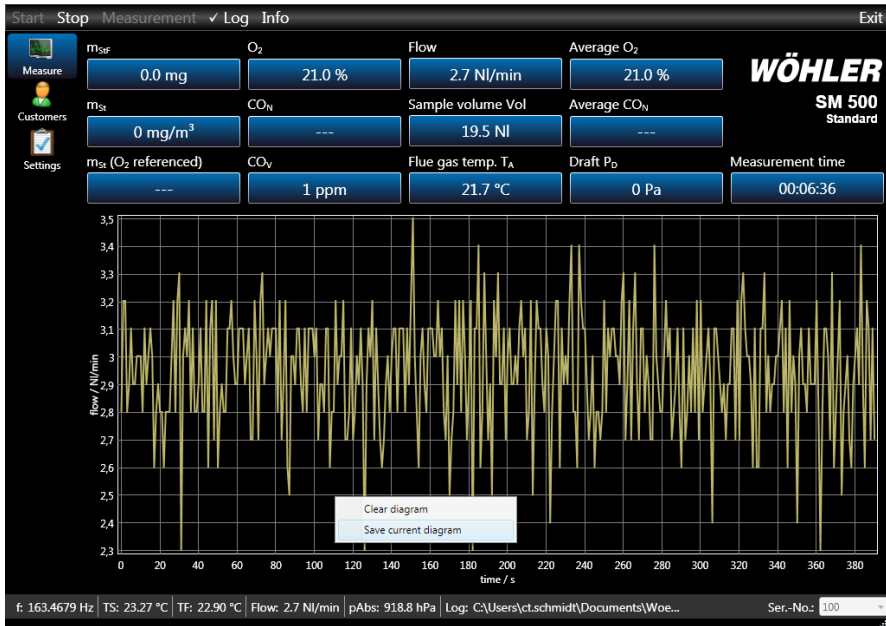 Start Stop Measurement ✓ Log Info Exit
Measure
Customers
Settings
mStF O2 Flow Average O2
0.0 mg 21.0 % 2.7 Nl/min 21.0 %
WÖHLER
SM 500
Standard
mSt CON Sample volume Vol Average CON
0 mg/m³ --- 19.5 Nl ---
mSt (O2 referenced) COV Flue gas temp. TA Draft PD Measurement time
--- 1 ppm 21.7 °C 0 Pa 00:06:36
3,5
3,4
3,3
3,2
3,1
3
2,9
2,8
2,7
2,6
2,5
2,4
2,3
flow / Nl/min
Clear diagram
Save current diagram
0 20 40 60 80 100 120 140 160 180 200 220 240 260 280 300 320 340 360 380
time / s
f: 163.4679 Hz TS: 23.27 °C TF: 22.90 °C Flow: 2.7 Nl/min pAbs: 918.8 hPa Log: C:\Users\ct.schmidt\Documents\Woe... Ser.-No.: 100